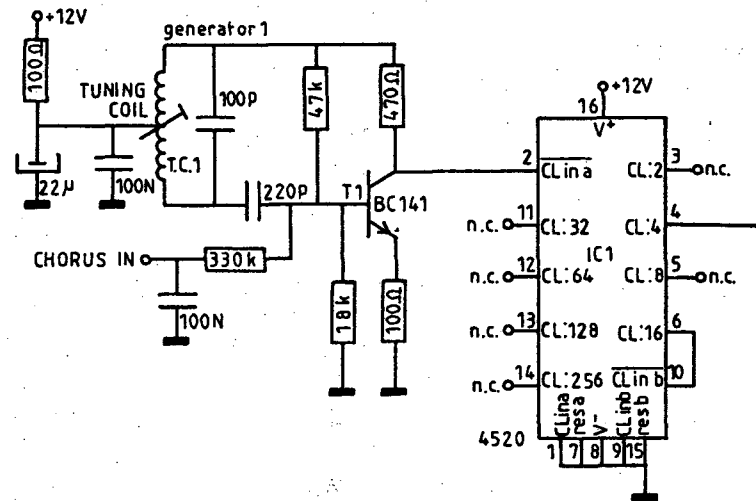 +12V
generator 1
100Ω
TUNING
COIL
T.C.1
100p
22µ
100N
220p
47k
470Ω
T1
BC141
CHORUS IN
330k
100N
18k
100Ω
+12V
16
V+
2
CLin a
CL:2
3
n.c.
n.c.
11
CL:32
CL:4
4
IC1
n.c.
12
CL:64
CL:8
5
n.c.
n.c.
13
CL:128
CL:16
6
n.c.
14
CL:256
CLin b
10
CLina
resa
V-
CLinb
resb
4520
1
7
8
9
15